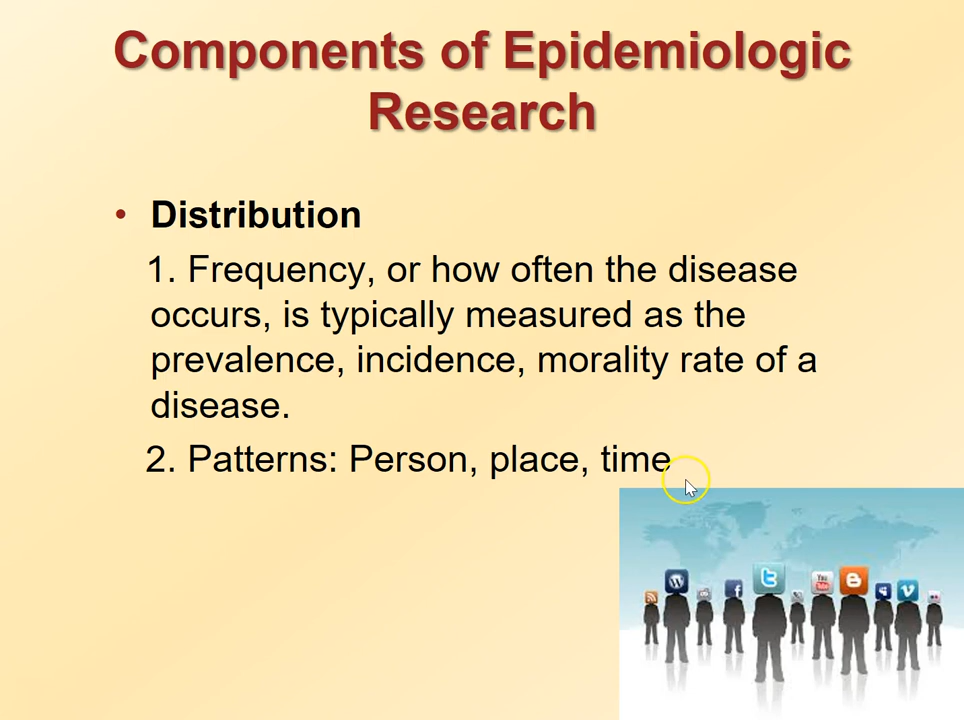 Components of Epidemiologic
Research
• Distribution
1. Frequency, or how often the disease
occurs, is typically measured as the
prevalence, incidence, morality rate of a
disease.
2. Patterns: Person, place, time